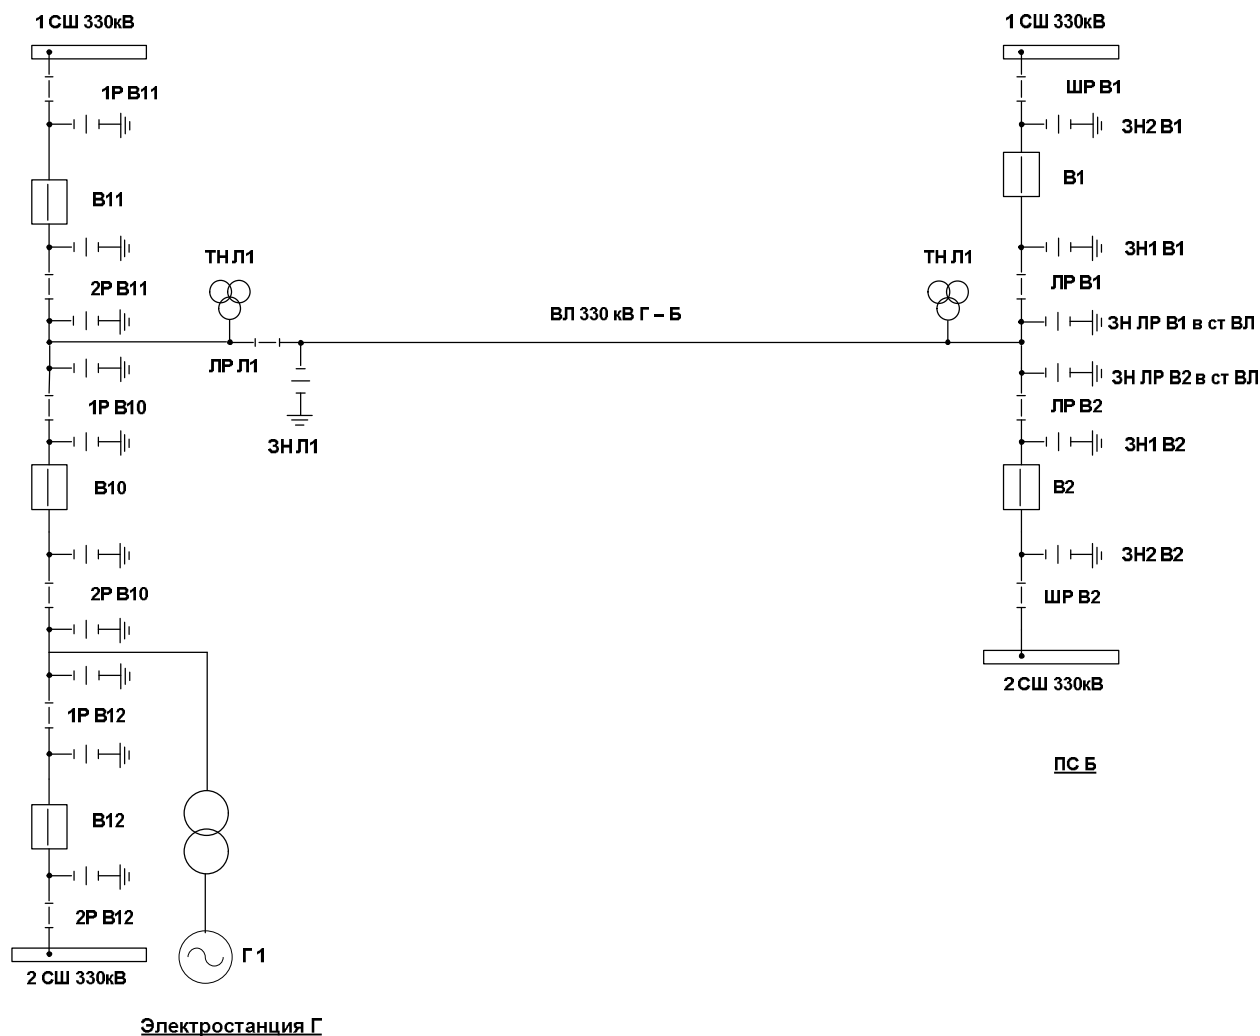 1 СШ 330кВ
1Р В11
В11
2Р В11
ТН Л1
ЛР Л1
ЗН Л1
1Р В10
В10
2Р В10
1Р В12
В12
2Р В12
2 СШ 330кВ
Г 1
Электростанция Г
ВЛ 330 кВ Г – Б
1 СШ 330кВ
ШР В1
ЗН2 В1
В1
ЗН1 В1
ЛР В1
ТН Л1
ЗН ЛР В1 в ст ВЛ
ЗН ЛР В2 в ст ВЛ
ЛР В2
ЗН1 В2
В2
ЗН2 В2
ШР В2
2 СШ 330кВ
ПС Б